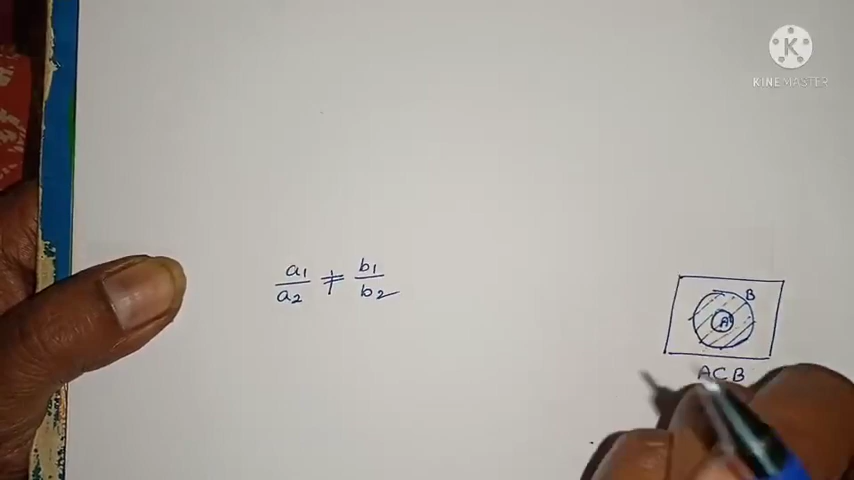 K
KINEMASTER
a₁/a₂ ≠ b₁/b₂
B
A
A⊂B